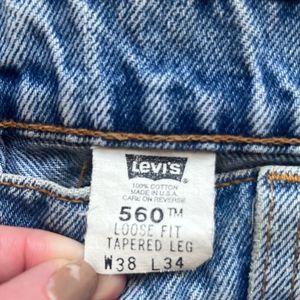 Levi's
100% COTTON
MADE IN U.S.A.
CARE ON REVERSE
560™
LOOSE FIT
TAPERED LEG
W38 L34